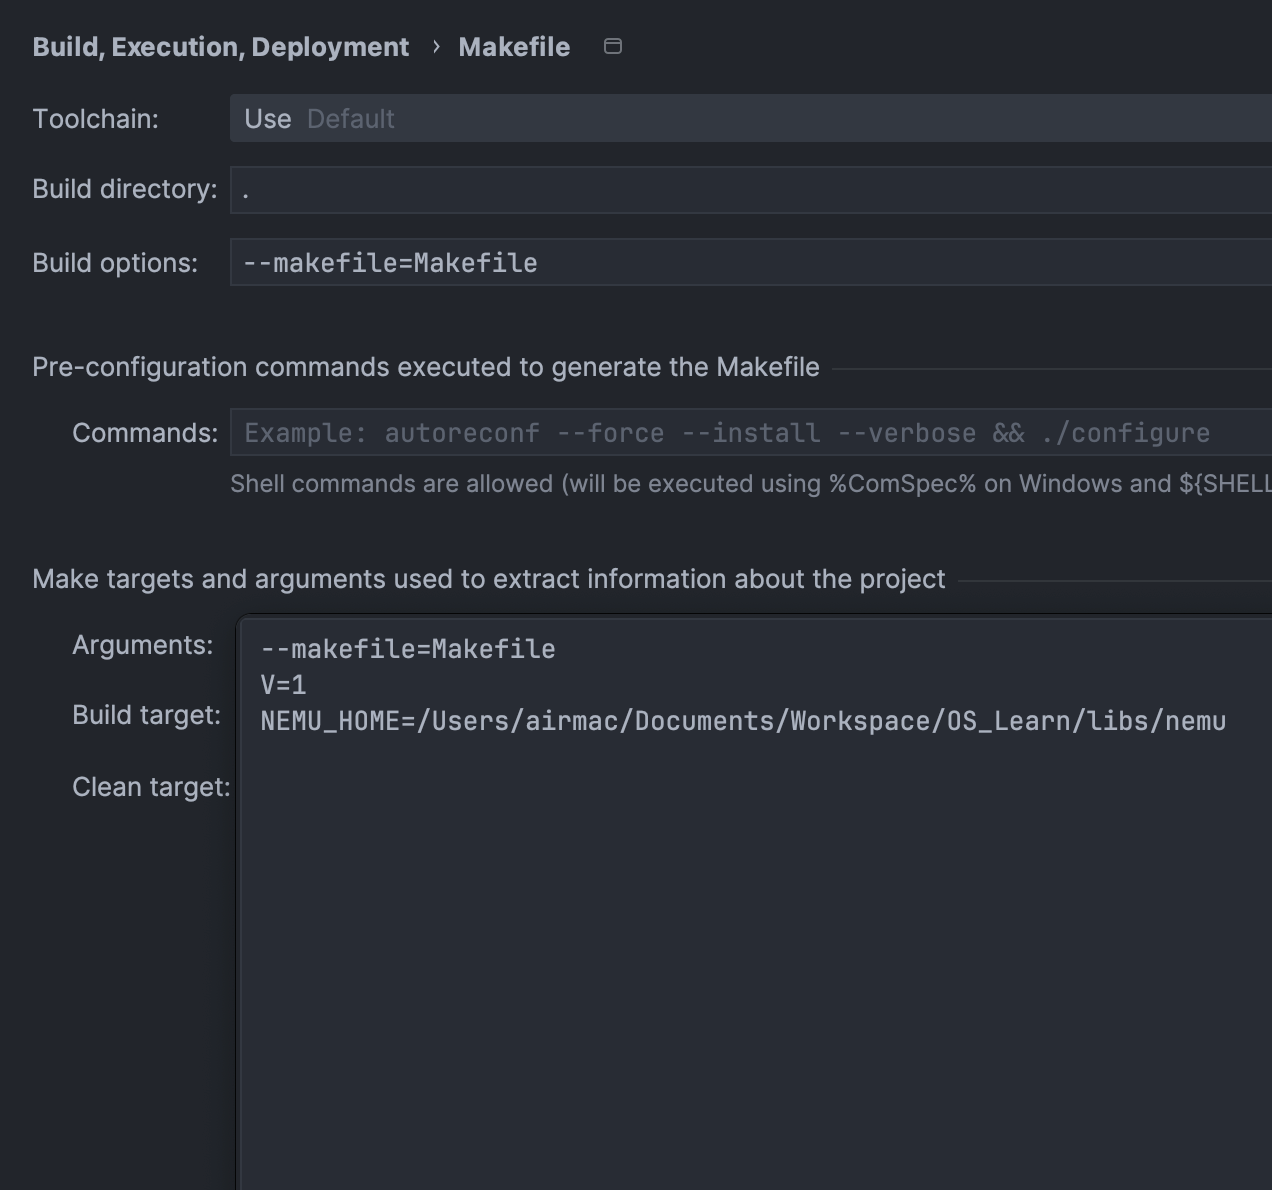 Build, Execution, Deployment › Makefile
Toolchain: Use Default
Build directory: .
Build options: --makefile=Makefile
Pre-configuration commands executed to generate the Makefile
Commands: Example: autoreconf --force --install --verbose && ./configure
Shell commands are allowed (will be executed using %ComSpec% on Windows and ${SHELL
Make targets and arguments used to extract information about the project
Arguments: --makefile=Makefile
V=1
Build target: NEMU_HOME=/Users/airmac/Documents/Workspace/OS_Learn/libs/nemu
Clean target: